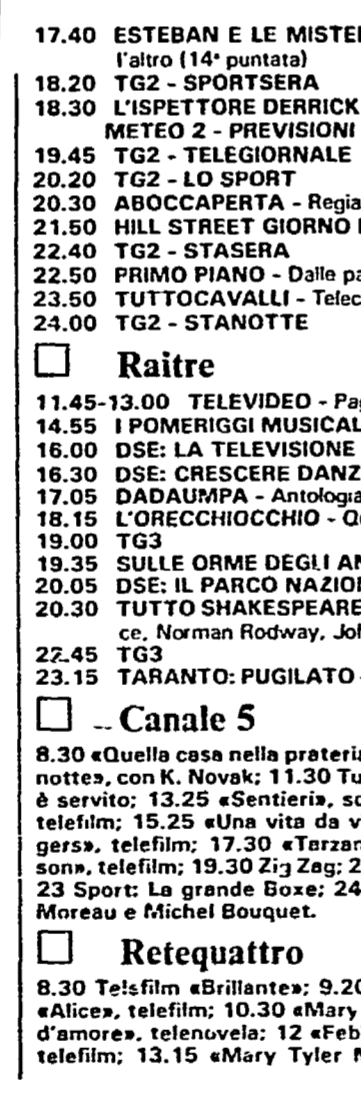 17.40 ESTEBAN E LE MISTE
l'altro (14ª puntata)
18.20 TG2 - SPORTSERA
18.30 L'ISPETTORE DERRICK
METEO 2 - PREVISIONI
19.45 TG2 - TELEGIORNALE
20.20 TG2 - LO SPORT
20.30 ABOCCAPERTA - Regia
21.50 HILL STREET GIORNO
22.40 TG2 - STASERA
22.50 PRIMO PIANO - Dalle pa
23.50 TUTTOCAVALLI - Telec
24.00 TG2 - STANOTTE
Raitre
11.45-13.00 TELEVIDEO - Pa
14.55 I POMERIGGI MUSICAL
16.00 DSE: LA TELEVISIONE
16.30 DSE: CRESCERE DANZ
17.05 DADAUMPA - Antologia
18.15 L'ORECCHIOCCHIO - Q
19.00 TG3
19.35 SULLE ORME DEGLI A
20.05 DSE: IL PARCO NAZIO
20.30 TUTTO SHAKESPEARE
ce, Norman Rodway, Jo
22.45 TG3
23.15 TARANTO: PUGILATO -
Canale 5
8.30 «Quella casa nella prateri
notte», con K. Novak; 11.30 Tu
è servito; 13.25 «Sentieri», sc
telefilm; 15.25 «Una vita da v
gers», telefilm; 17.30 «Tarzan
son», telefilm; 19.30 Zig Zag; 2
23 Sport: La grande Boxe; 24
Moreau e Michel Bouquet.
Retequattro
8.30 Telsfilm «Brillante»; 9.20
«Alice», telefilm; 10.30 «Mary
d'amore», telenovela; 12 «Feb
telefilm; 13.15 «Mary Tyler M